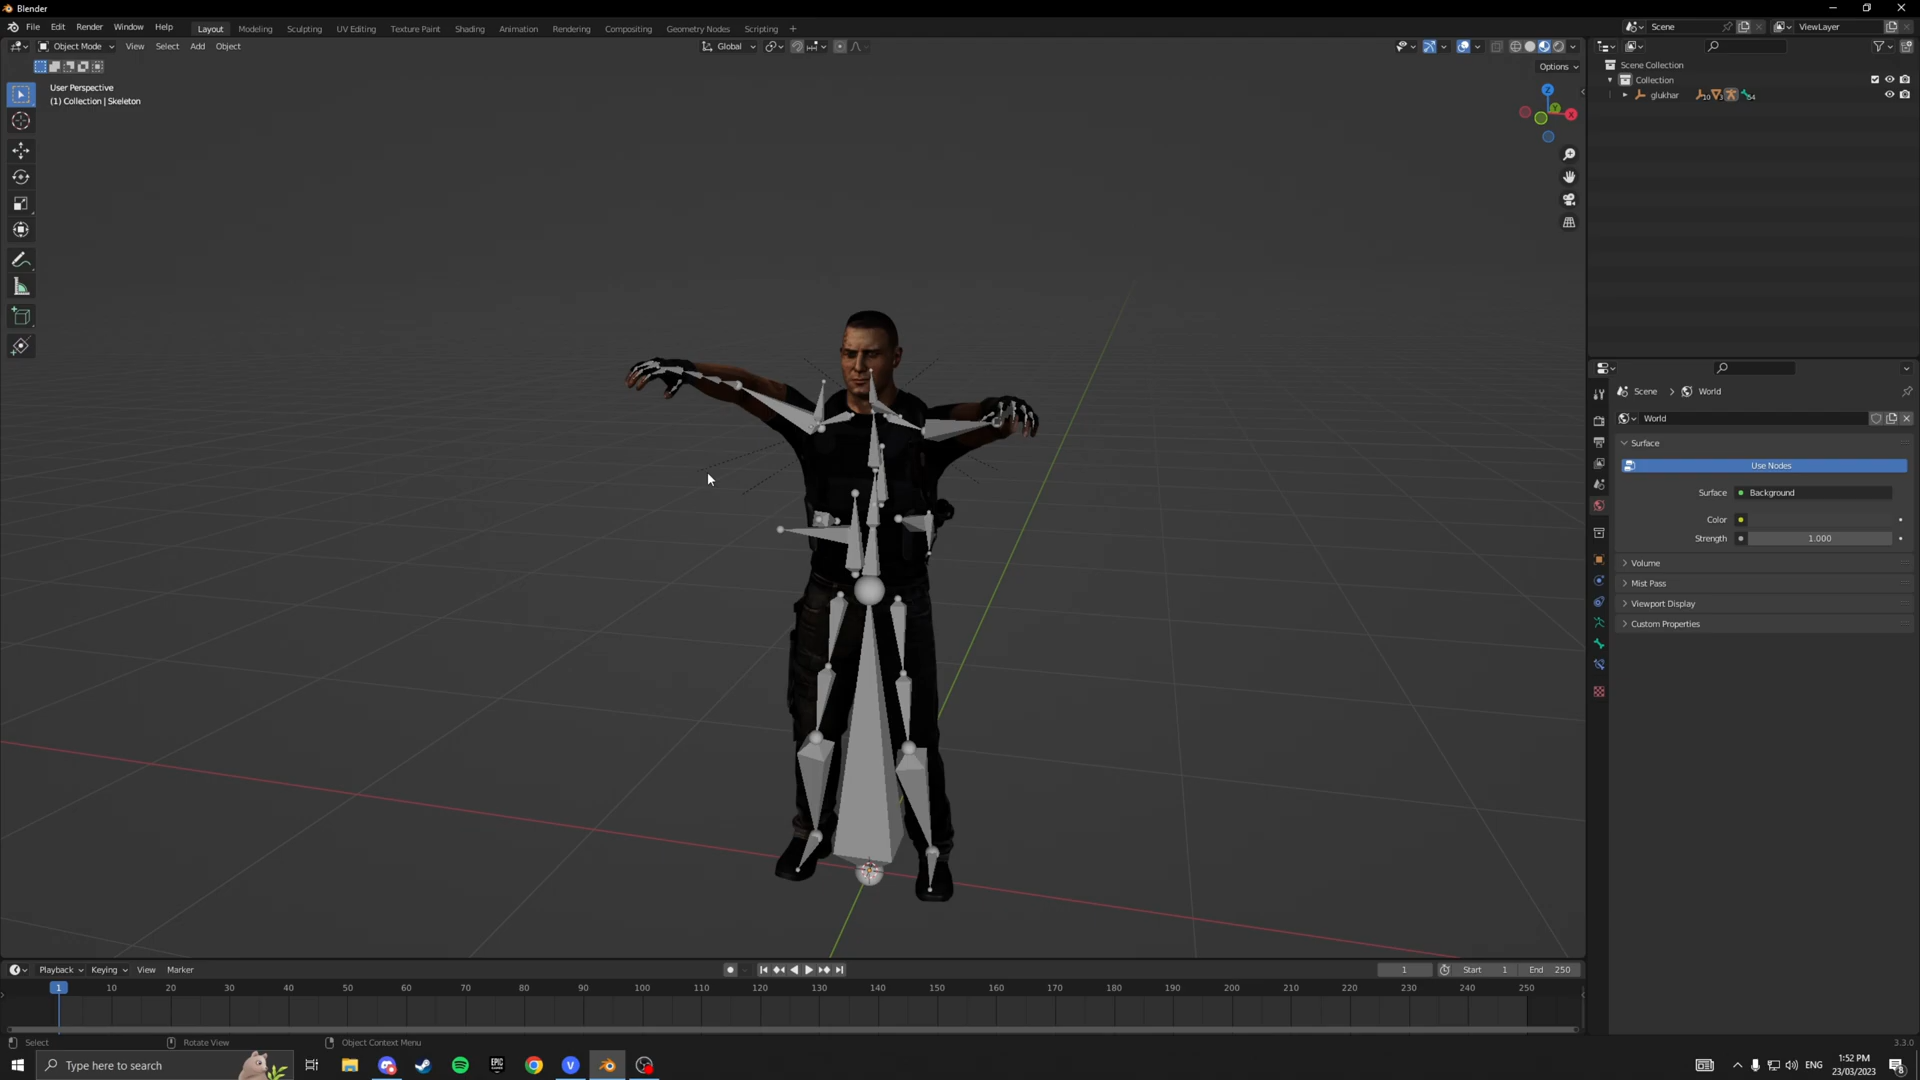 Blender
File Edit Render Window Help Layout Modeling Sculpting UV Editing Texture Paint Shading Animation Rendering Compositing Geometry Nodes Scripting + Scene ViewLayer
Object Mode View Select Add Object Global
Options
User Perspective
(1) Collection | Skeleton
Z
X
Scene Collection
Collection
glukhar
Scene > World
World
Surface
Use Nodes
Surface Background
Color
Strength 1.000
Volume
Mist Pass
Viewport Display
Custom Properties
Playback Keying View Marker 1 Start 1 End 250
1 10 20 30 40 50 60 70 80 90 100 110 120 130 140 150 160 170 180 190 200 210 220 230 240 250
Select Rotate View Object Context Menu 3.3.0
Type here to search EPIC ENG 1:52 PM
23/03/2023